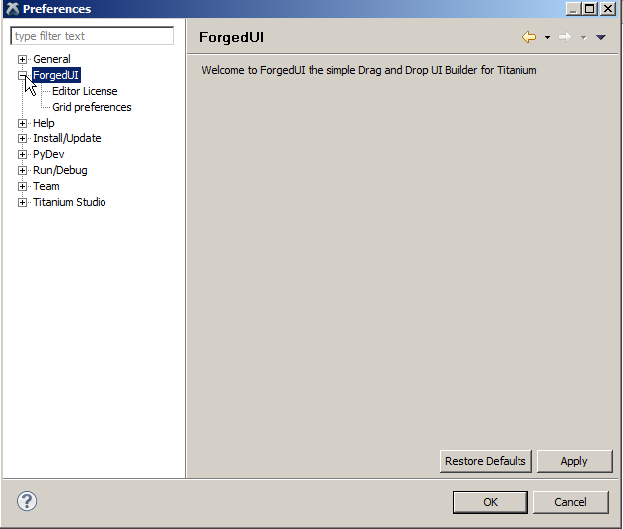 Preferences
type filter text
General
ForgedUI
Editor License
Grid preferences
Help
Install/Update
PyDev
Run/Debug
Team
Titanium Studio
ForgedUI
Welcome to ForgedUI the simple Drag and Drop UI Builder for Titanium
Restore Defaults
Apply
?
OK
Cancel